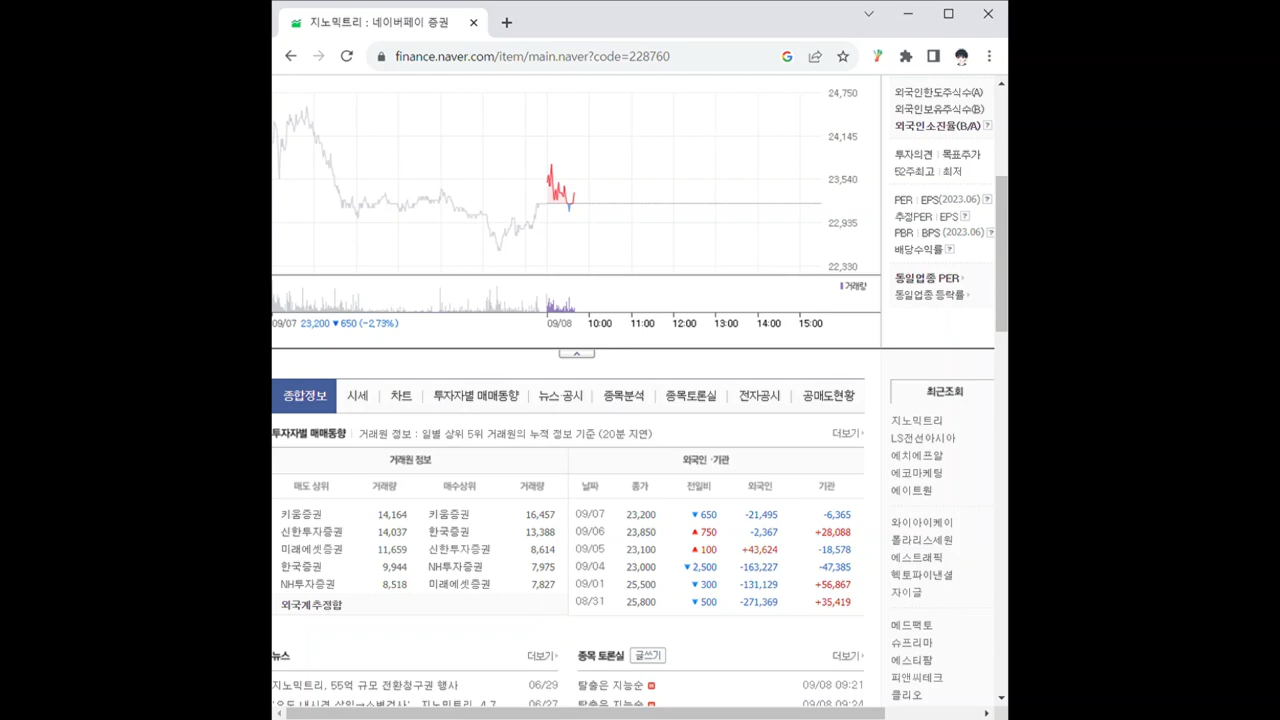 지노믹트리 : 네이버페이 증권
finance.naver.com/item/main.naver?code=228760
24,750
24,145
23,540
22,935
22,330
거래량
09/07 23,200 ▼ 650 (-2,73%)
09/08 10:00 11:00 12:00 13:00 14:00 15:00
외국인한도주식수(A)
외국인보유주식수(B)
외국인소진율(B/A) ?
투자의견 | 목표주가
52주최고 | 최저
PER | EPS(2023.06) ?
추정PER | EPS ?
PBR | BPS (2023.06) ?
배당수익률 ?
동일업종 PER
동일업종 등락률
종합정보 시세 | 차트 | 투자자별 매매동향 | 뉴스·공시 | 종목분석 | 종목토론실 | 전자공시 | 공매도현황
투자자별 매매동향 | 거래원 정보 : 일별 상위 5위 거래원의 누적 정보 기준 (20분 지연) 더보기
거래원 정보 외국인·기관
매도 상위 거래량 매수상위 거래량 날짜 종가 전일비 외국인 기관
키움증권 14,164 키움증권 16,457 09/07 23,200 ▼ 650 -21,495 -6,365
신한투자증권 14,037 한국증권 13,388 09/06 23,850 ▲ 750 -2,367 +28,088
미래에셋증권 11,659 신한투자증권 8,614 09/05 23,100 ▲ 100 +43,624 -18,578
한국증권 9,944 NH투자증권 7,975 09/04 23,000 ▼ 2,500 -163,227 -47,385
NH투자증권 8,518 미래에셋증권 7,827 09/01 25,500 ▼ 300 -131,129 +56,867
외국계추정합 08/31 25,800 ▼ 500 -271,369 +35,419
뉴스 더보기
종목 토론실 글쓰기 더보기
지노믹트리, 55억 규모 전환청구권 행사 06/29
탈출은 지능순 09/08 09:21
06/27
탈출은 지능순 09/08 09:24
최근조회
지노믹트리
LS전선아시아
에치에프알
에코마케팅
에이트원
와이아이케이
폴라리스세원
에스트래픽
헥토파이낸셜
자이글
메드팩토
슈프리마
에스티팜
피앤씨테크
클리오